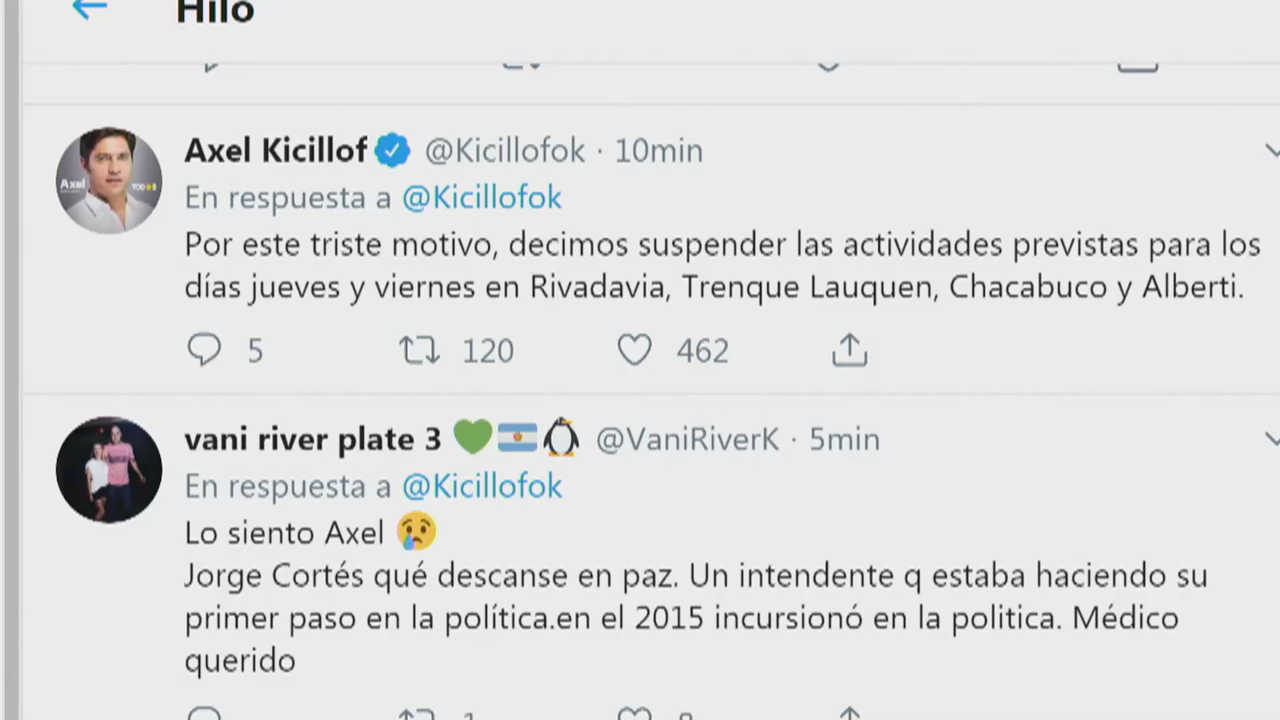 Hilo
Axel Kicillof @Kicillofok · 10min
En respuesta a @Kicillofok
Axel
Por este triste motivo, decimos suspender las actividades previstas para los
días jueves y viernes en Rivadavia, Trenque Lauquen, Chacabuco y Alberti.
5 120 462
vani river plate 3 💚🇦🇷🐧 @VaniRiverK · 5min
En respuesta a @Kicillofok
Lo siento Axel 😢
Jorge Cortés qué descanse en paz. Un intendente q estaba haciendo su
primer paso en la política.en el 2015 incursionó en la politica. Médico
querido